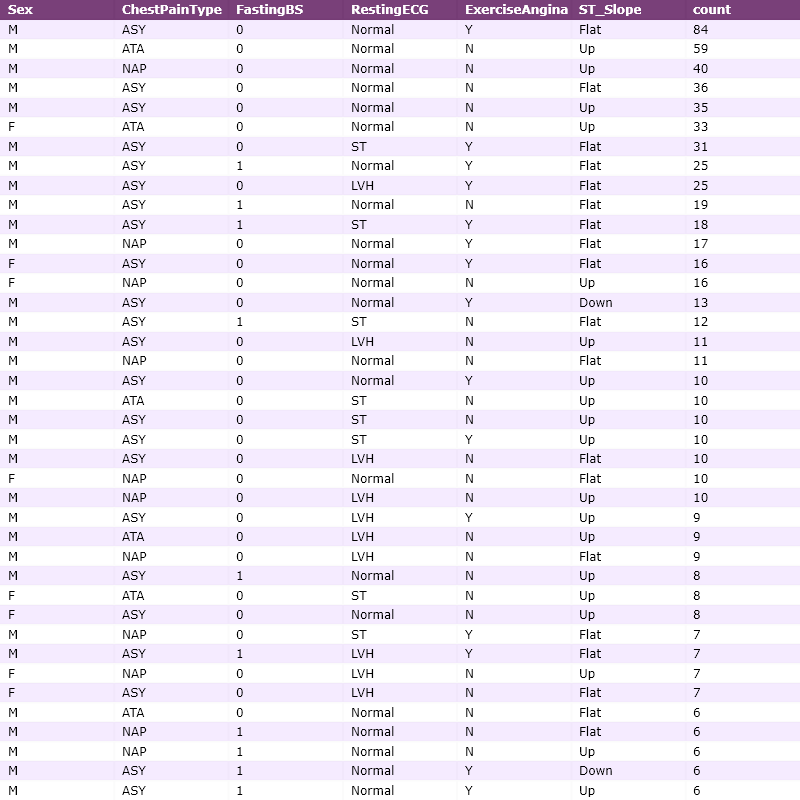 Sex ChestPainType FastingBS RestingECG ExerciseAngina ST_Slope count
M ASY 0 Normal Y Flat 84
M ATA 0 Normal N Up 59
M NAP 0 Normal N Up 40
M ASY 0 Normal N Flat 36
M ASY 0 Normal N Up 35
F ATA 0 Normal N Up 33
M ASY 0 ST Y Flat 31
M ASY 1 Normal Y Flat 25
M ASY 0 LVH Y Flat 25
M ASY 1 Normal N Flat 19
M ASY 1 ST Y Flat 18
M NAP 0 Normal Y Flat 17
F ASY 0 Normal Y Flat 16
F NAP 0 Normal N Up 16
M ASY 0 Normal Y Down 13
M ASY 1 ST N Flat 12
M ASY 0 LVH N Up 11
M NAP 0 Normal N Flat 11
M ASY 0 Normal Y Up 10
M ATA 0 ST N Up 10
M ASY 0 ST N Up 10
M ASY 0 ST Y Up 10
M ASY 0 LVH N Flat 10
F NAP 0 Normal N Flat 10
M NAP 0 LVH N Up 10
M ASY 0 LVH Y Up 9
M ATA 0 LVH N Up 9
M NAP 0 LVH N Flat 9
M ASY 1 Normal N Up 8
F ATA 0 ST N Up 8
F ASY 0 Normal N Up 8
M NAP 0 ST Y Flat 7
M ASY 1 LVH Y Flat 7
F NAP 0 LVH N Up 7
F ASY 0 LVH N Flat 7
M ATA 0 Normal N Flat 6
M NAP 1 Normal N Flat 6
M NAP 1 Normal N Up 6
M ASY 1 Normal Y Down 6
M ASY 1 Normal Y Up 6